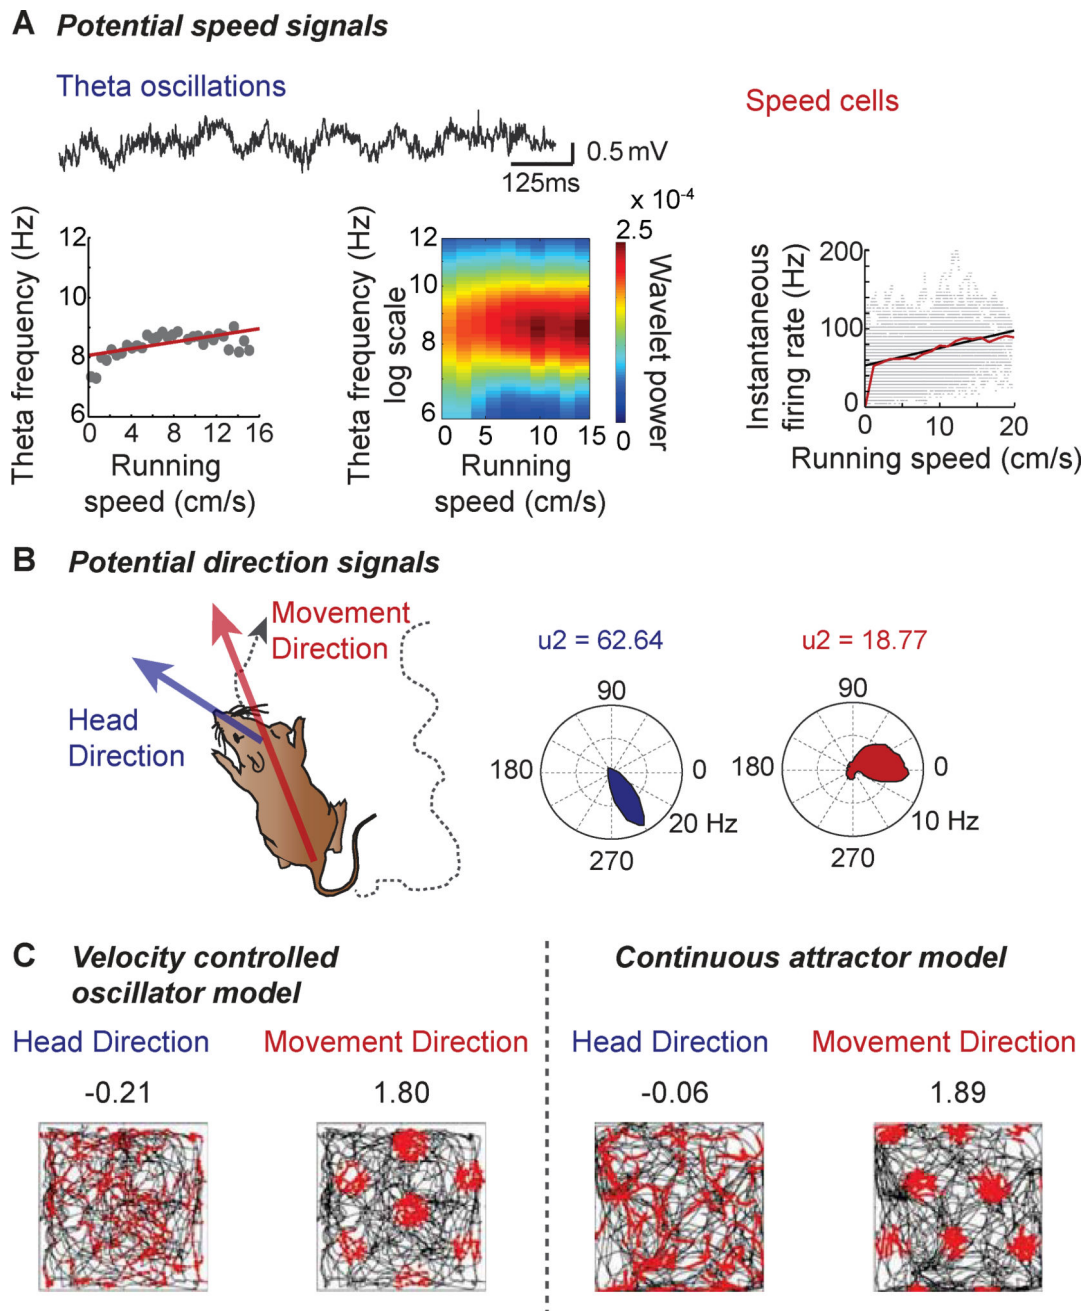 A Potential speed signals
Theta oscillations
Speed cells
0.5 mV
125ms
x 10-4
2.5
Wavelet power
0
Theta frequency (Hz)
12
10
8
6
0 4 8 12 16
Running
speed (cm/s)
Theta frequency (Hz)
log scale
12
10
8
6
0 5 10 15
Running
speed (cm/s)
Instantaneous
firing rate (Hz)
200
100
0
0 10 20
Running speed (cm/s)
B Potential direction signals
Movement
Direction
Head
Direction
u2 = 62.64
90
180
0
20 Hz
270
u2 = 18.77
90
180
0
10 Hz
270
C Velocity controlled
oscillator model
Continuous attractor model
Head Direction
Movement Direction
Head Direction
Movement Direction
-0.21
1.80
-0.06
1.89